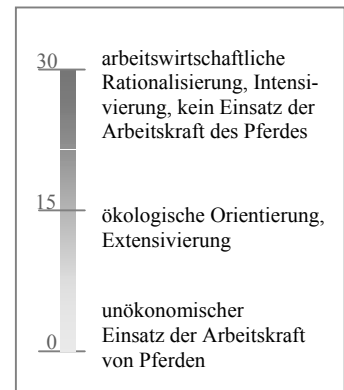 30
arbeitswirtschaftliche
Rationalisierung, Intensi-
vierung, kein Einsatz der
Arbeitskraft des Pferdes
15
ökologische Orientierung,
Extensivierung
unökonomischer
0
Einsatz der Arbeitskraft
von Pferden